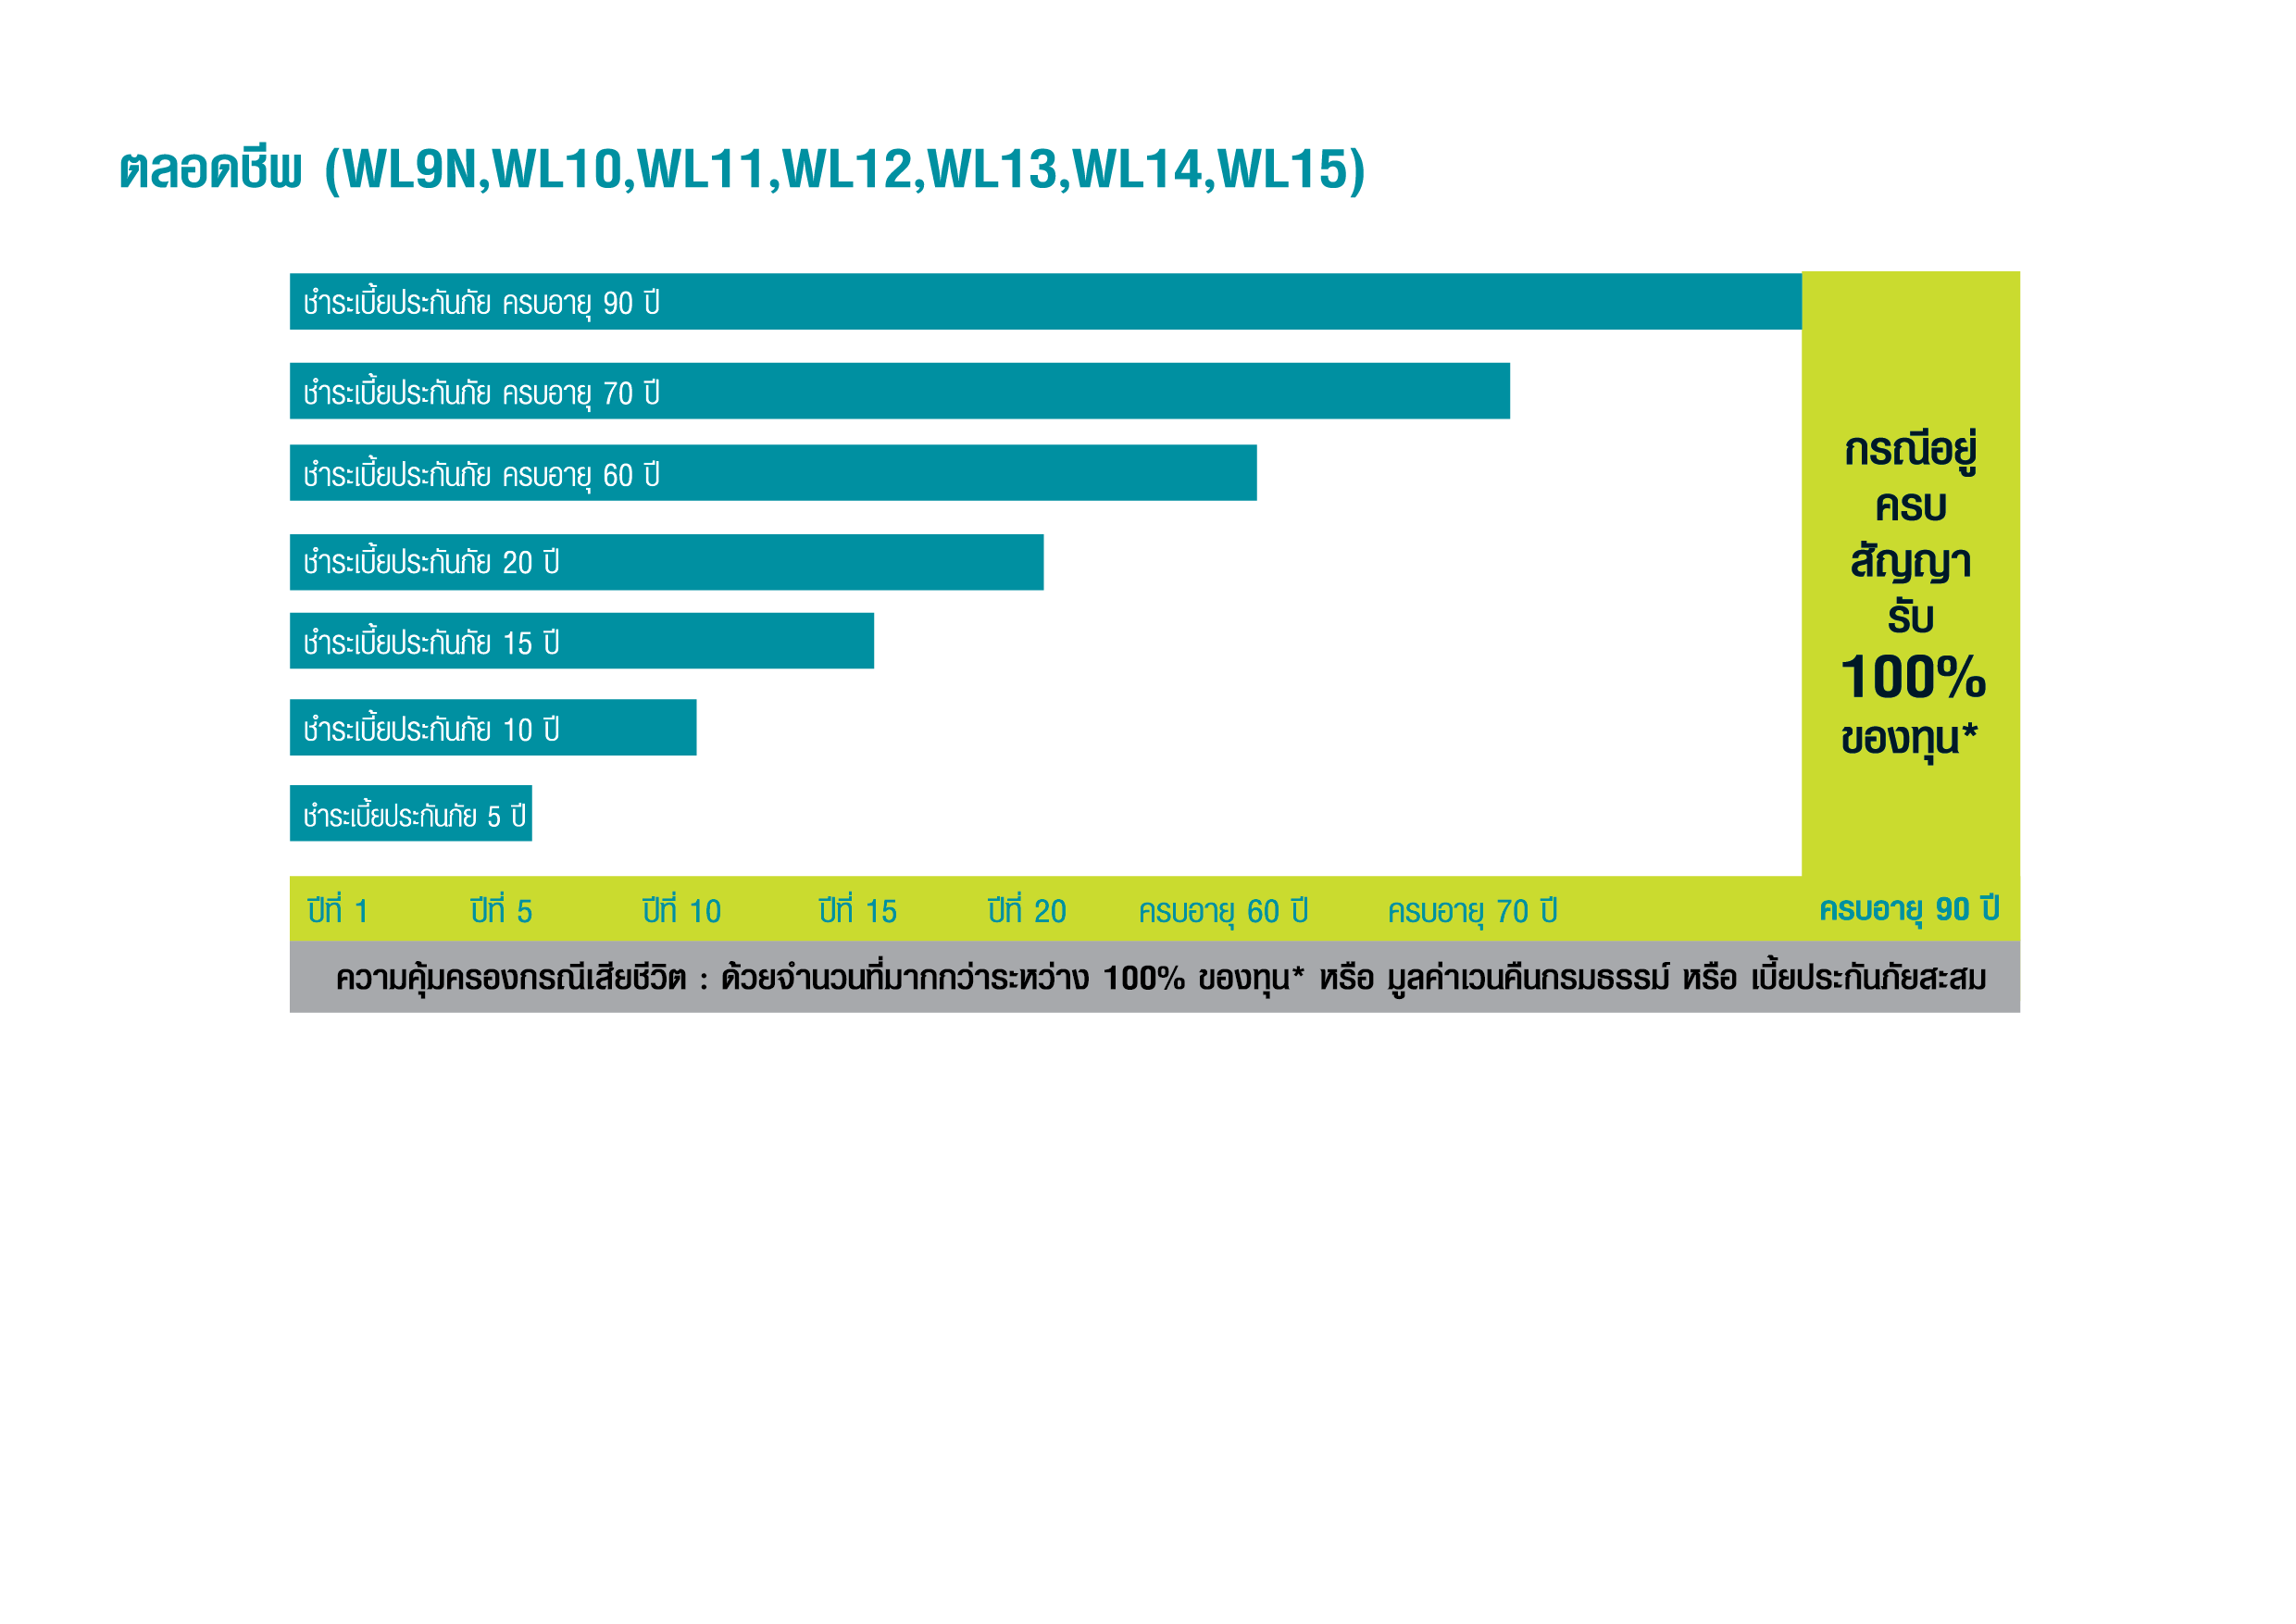 ตลอดชีพ (WL9N,WL10,WL11,WL12,WL13,WL14,WL15)
ชำระเบี้ยประกันภัย ครบอายุ 90 ปี
ชำระเบี้ยประกันภัย ครบอายุ 70 ปี
ชำระเบี้ยประกันภัย ครบอายุ 60 ปี
ชำระเบี้ยประกันภัย 20 ปี
ชำระเบี้ยประกันภัย 15 ปี
ชำระเบี้ยประกันภัย 10 ปี
ชำระเบี้ยประกันภัย 5 ปี
กรณีอยู่
ครบ
สัญญา
รับ
100%
ของทุน*
ปีที่ 1 ปีที่ 5 ปีที่ 10 ปีที่ 15 ปีที่ 20 ครบอายุ 60 ปี ครบอายุ 70 ปี ครบอายุ 90 ปี
ความคุ้มครองกรณีเสียชีวิต : ด้วยจำนวนที่มากกว่าระหว่าง 100% ของทุน* หรือ มูลค่าเวนคืนกรมธรรม์ หรือ เบี้ยประกันภัยสะสม